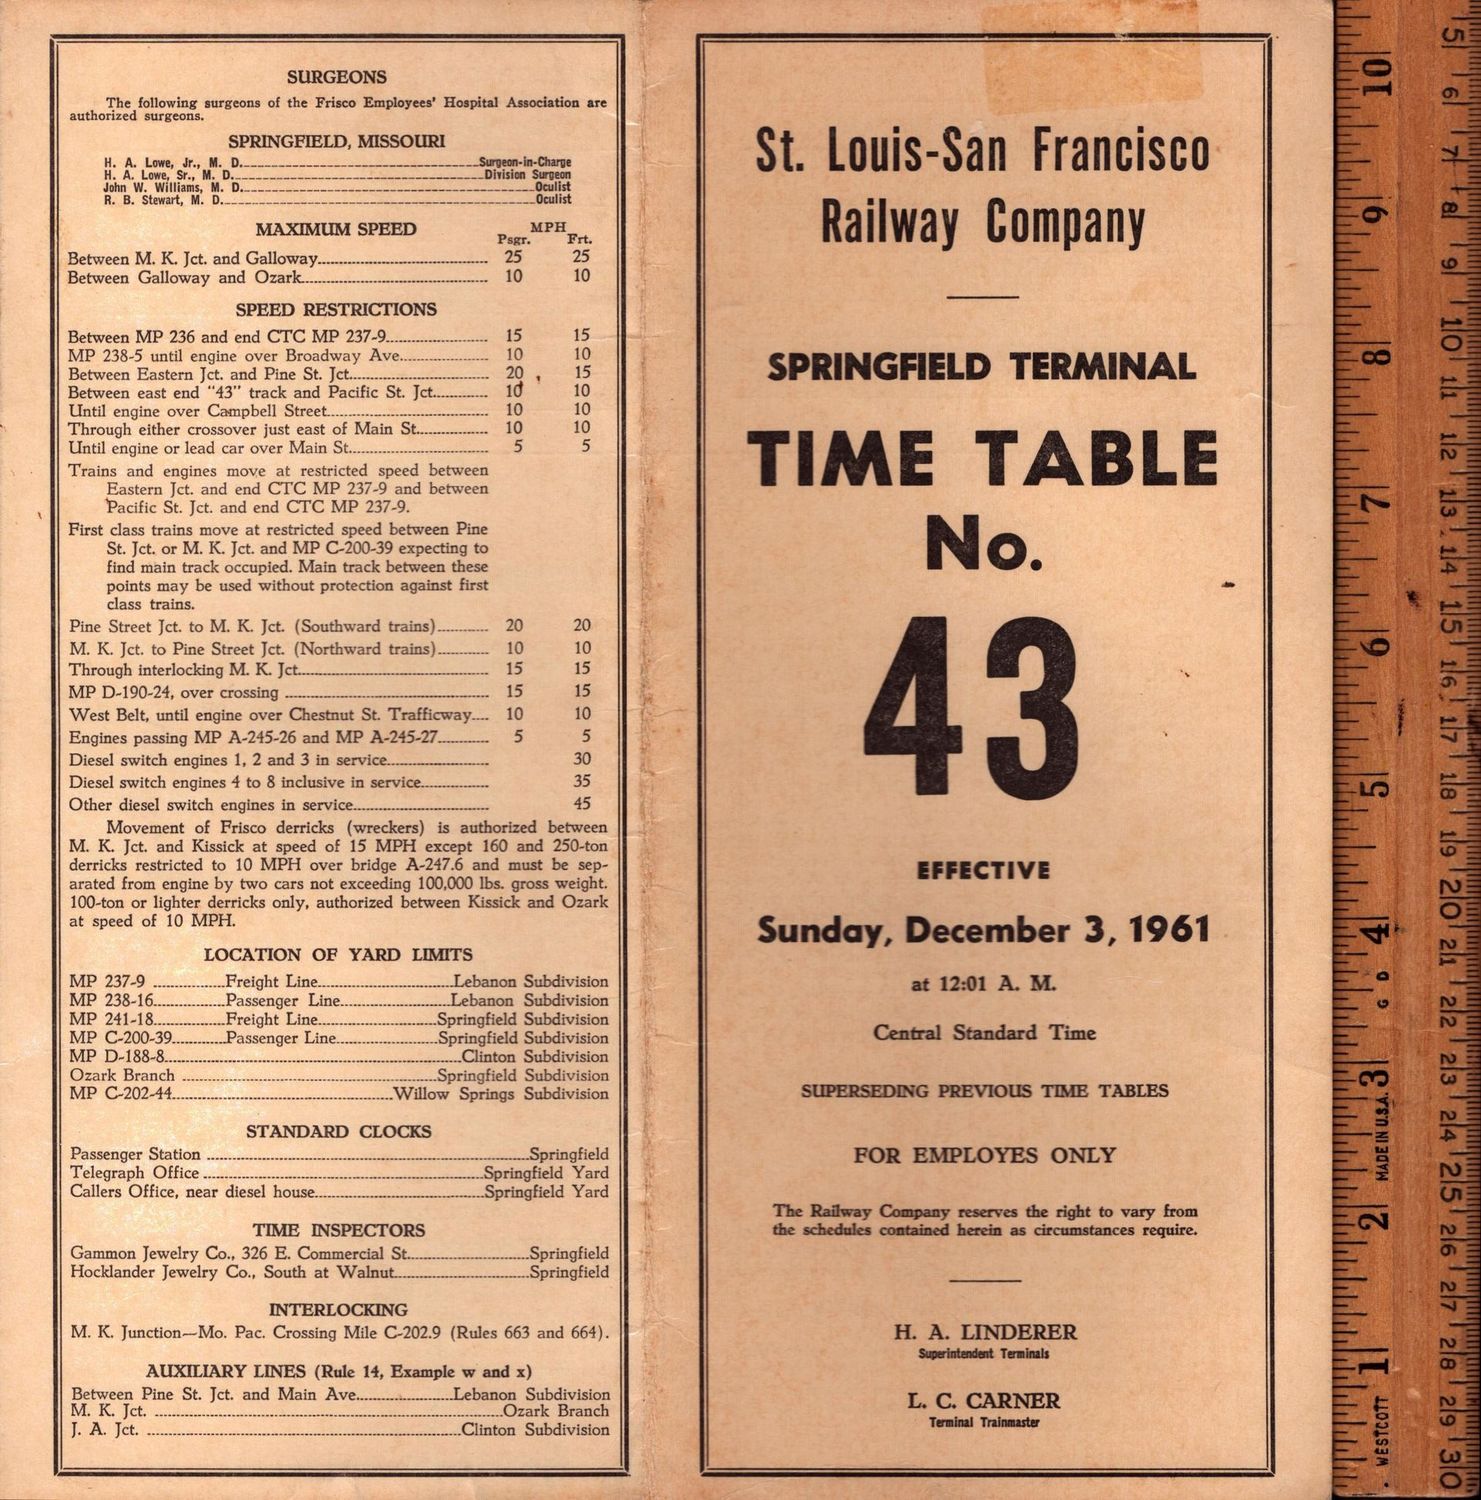 SURGEONS
The following surgeons of the Frisco Employees' Hospital Association are
authorized surgeons.
SPRINGFIELD, MISSOURI
H. A. Lowe, Jr., M. D. Surgeon-in-Charge
H. A. Lowe, Sr., M. D. Division Surgeon
John W. Williams, M. D. Oculist
R. B. Stewart, M. D. Oculist
MAXIMUM SPEED MPH
Psgr. Frt.
Between M. K. Jct. and Galloway 25 25
Between Galloway and Ozark 10 10
SPEED RESTRICTIONS
Between MP 236 and end CTC MP 237-9 15 15
MP 238-5 until engine over Broadway Ave. 10 10
Between Eastern Jct. and Pine St. Jct. 20 15
Between east end "43" track and Pacific St. Jct. 10 10
Until engine over Campbell Street 10 10
Through either crossover just east of Main St. 10 10
Until engine or lead car over Main St. 5 5
Trains and engines move at restricted speed between
Eastern Jct. and end CTC MP 237-9 and between
Pacific St. Jct. and end CTC MP 237-9.
First class trains move at restricted speed between Pine
St. Jct. or M. K. Jct. and MP C-200-39 expecting to
find main track occupied. Main track between these
points may be used without protection against first
class trains.
Pine Street Jct. to M. K. Jct. (Southward trains) 20 20
M. K. Jct. to Pine Street Jct. (Northward trains) 10 10
Through interlocking M. K. Jct. 15 15
MP D-190-24, over crossing 15 15
West Belt, until engine over Chestnut St. Trafficway 10 10
Engines passing MP A-245-26 and MP A-245-27 5 5
Diesel switch engines 1, 2 and 3 in service 30
Diesel switch engines 4 to 8 inclusive in service 35
Other diesel switch engines in service 45
Movement of Frisco derricks (wreckers) is authorized between
M. K. Jct. and Kissick at speed of 15 MPH except 160 and 250-ton
derricks restricted to 10 MPH over bridge A-247.6 and must be sep-
arated from engine by two cars not exceeding 100,000 lbs. gross weight.
100-ton or lighter derricks only, authorized between Kissick and Ozark
at speed of 10 MPH.
LOCATION OF YARD LIMITS
MP 237-9 Freight Line Lebanon Subdivision
MP 238-16 Passenger Line Lebanon Subdivision
MP 241-18 Freight Line Springfield Subdivision
MP C-200-39 Passenger Line Springfield Subdivision
MP D-188-8 Clinton Subdivision
Ozark Branch Springfield Subdivision
MP C-202-44 Willow Springs Subdivision
STANDARD CLOCKS
Passenger Station Springfield
Telegraph Office Springfield Yard
Callers Office, near diesel house Springfield Yard
TIME INSPECTORS
Gammon Jewelry Co., 326 E. Commercial St. Springfield
Hocklander Jewelry Co., South at Walnut Springfield
INTERLOCKING
M. K. Junction—Mo. Pac. Crossing Mile C-202.9 (Rules 663 and 664).
AUXILIARY LINES (Rule 14, Example w and x)
Between Pine St. Jct. and Main Ave. Lebanon Subdivision
M. K. Jct. Ozark Branch
J. A. Jct. Clinton Subdivision
St. Louis-San Francisco
Railway Company
SPRINGFIELD TERMINAL
TIME TABLE
No.
43
EFFECTIVE
Sunday, December 3, 1961
at 12:01 A. M.
Central Standard Time
SUPERSEDING PREVIOUS TIME TABLES
FOR EMPLOYES ONLY
The Railway Company reserves the right to vary from
the schedules contained herein as circumstances require.
H. A. LINDERER
Superintendent Terminals
L. C. CARNER
Terminal Trainmaster
WESTCOTT 1 2 MADE IN U.S.A. 3 G D 4 5 6 7 8 9 10
30 29 28 27 26 25 24 23 22 21 20 19 18 17 16 15 14 13 12 11 10 9 8 7 6 5